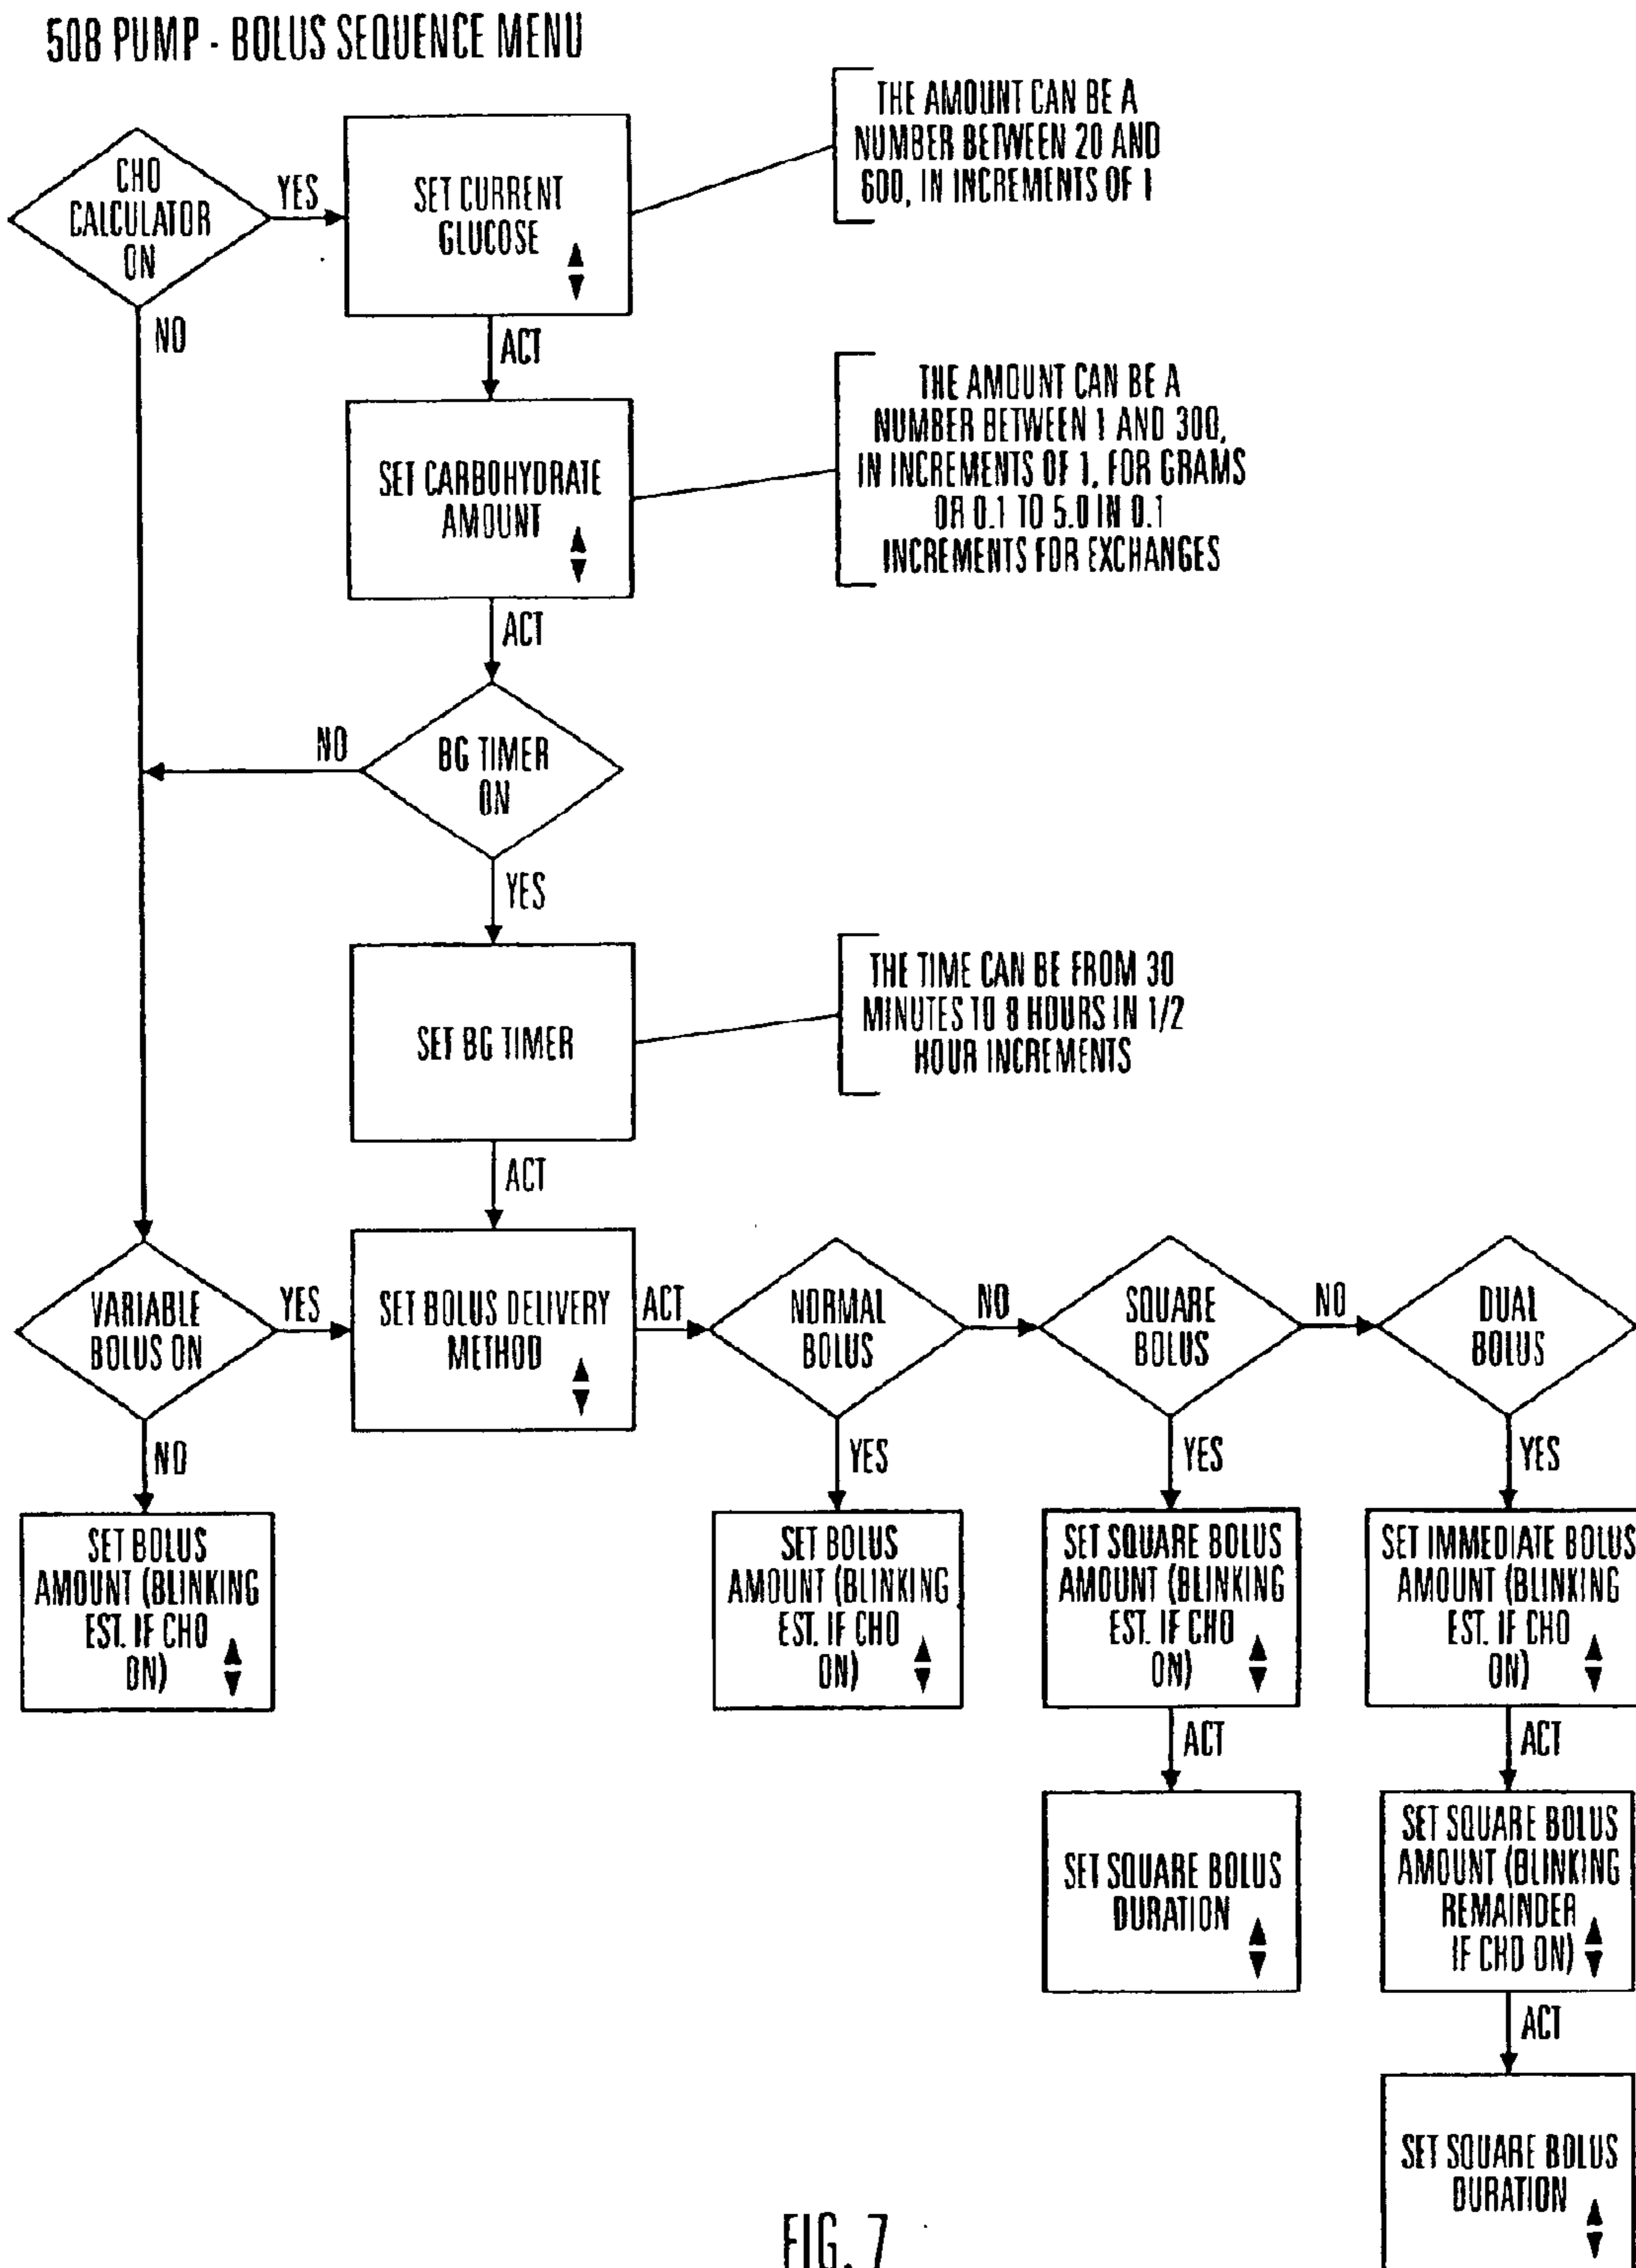 508 PUMP - BOLUS SEQUENCE MENU
CHO
CALCULATOR
ON
YES
NO
SET CURRENT
GLUCOSE
THE AMOUNT CAN BE A
NUMBER BETWEEN 20 AND
600, IN INCREMENTS OF 1
ACT
SET CARBOHYDRATE
AMOUNT
THE AMOUNT CAN BE A
NUMBER BETWEEN 1 AND 300,
IN INCREMENTS OF 1, FOR GRAMS
OR 0.1 TO 5.0 IN 0.1
INCREMENTS FOR EXCHANGES
ACT
BG TIMER
ON
NO
YES
SET BG TIMER
THE TIME CAN BE FROM 30
MINUTES TO 8 HOURS IN 1/2
HOUR INCREMENTS
ACT
VARIABLE
BOLUS ON
YES
NO
SET BOLUS DELIVERY
METHOD
ACT
NORMAL
BOLUS
NO
YES
SQUARE
BOLUS
NO
YES
DUAL
BOLUS
YES
SET BOLUS
AMOUNT (BLINKING
EST. IF CHO
ON)
SET BOLUS
AMOUNT (BLINKING
EST. IF CHO
ON)
SET SQUARE BOLUS
AMOUNT (BLINKING
EST. IF CHO
ON)
ACT
SET SQUARE BOLUS
DURATION
SET IMMEDIATE BOLUS
AMOUNT (BLINKING
EST. IF CHO
ON)
ACT
SET SQUARE BOLUS
AMOUNT (BLINKING
REMAINDER
IF CHO ON)
ACT
SET SQUARE BOLUS
DURATION
FIG. 7